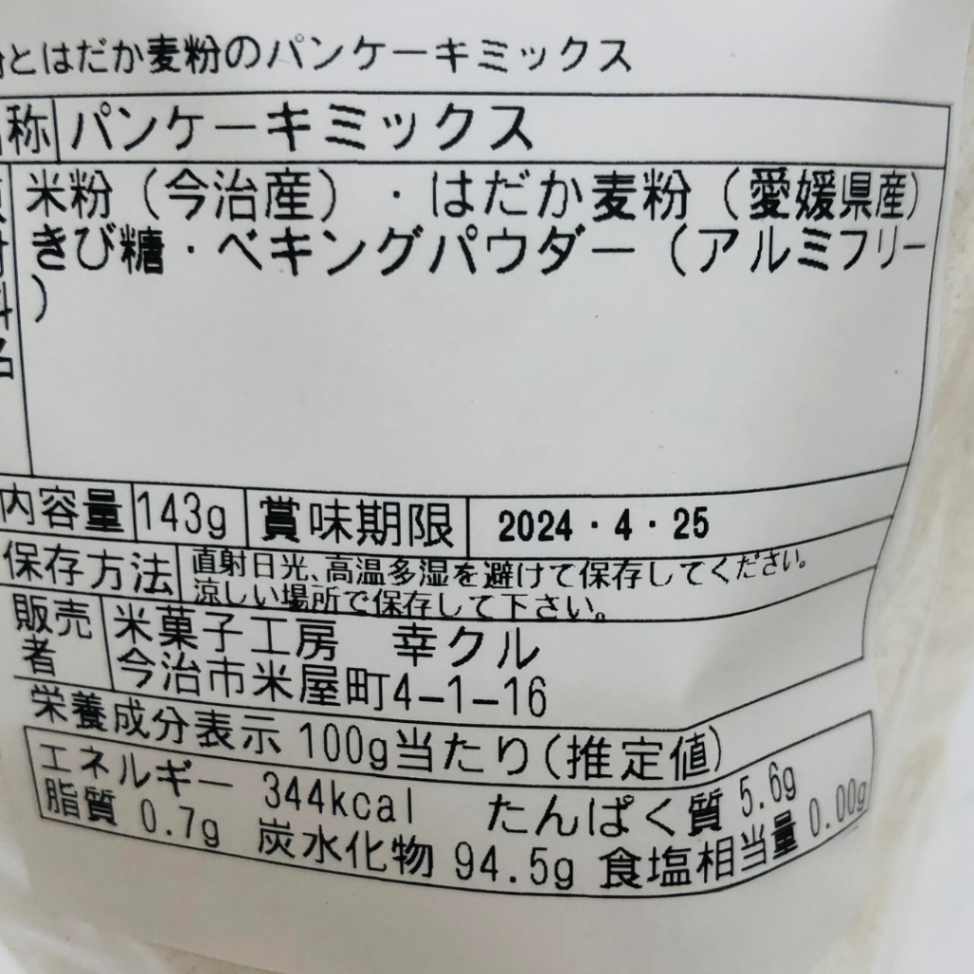 とはだか麦粉のパンケーキミックス
称 パンケーキミックス
米粉（今治産）・はだか麦粉（愛媛県産）
きび糖・ベキングパウダー（アルミフリー
）
料
名
内容量 143g 賞味期限 2024・4・25
保存方法 直射日光、高温多湿を避けて保存してください。
涼しい場所で保存して下さい。
販売者 米菓子工房 幸クル
今治市米屋町4-1-16
栄養成分表示 100g当たり（推定値）
エネルギー 344kcal たんぱく質 5.6g
脂質 0.7g 炭水化物 94.5g 食塩相当量 0.00g